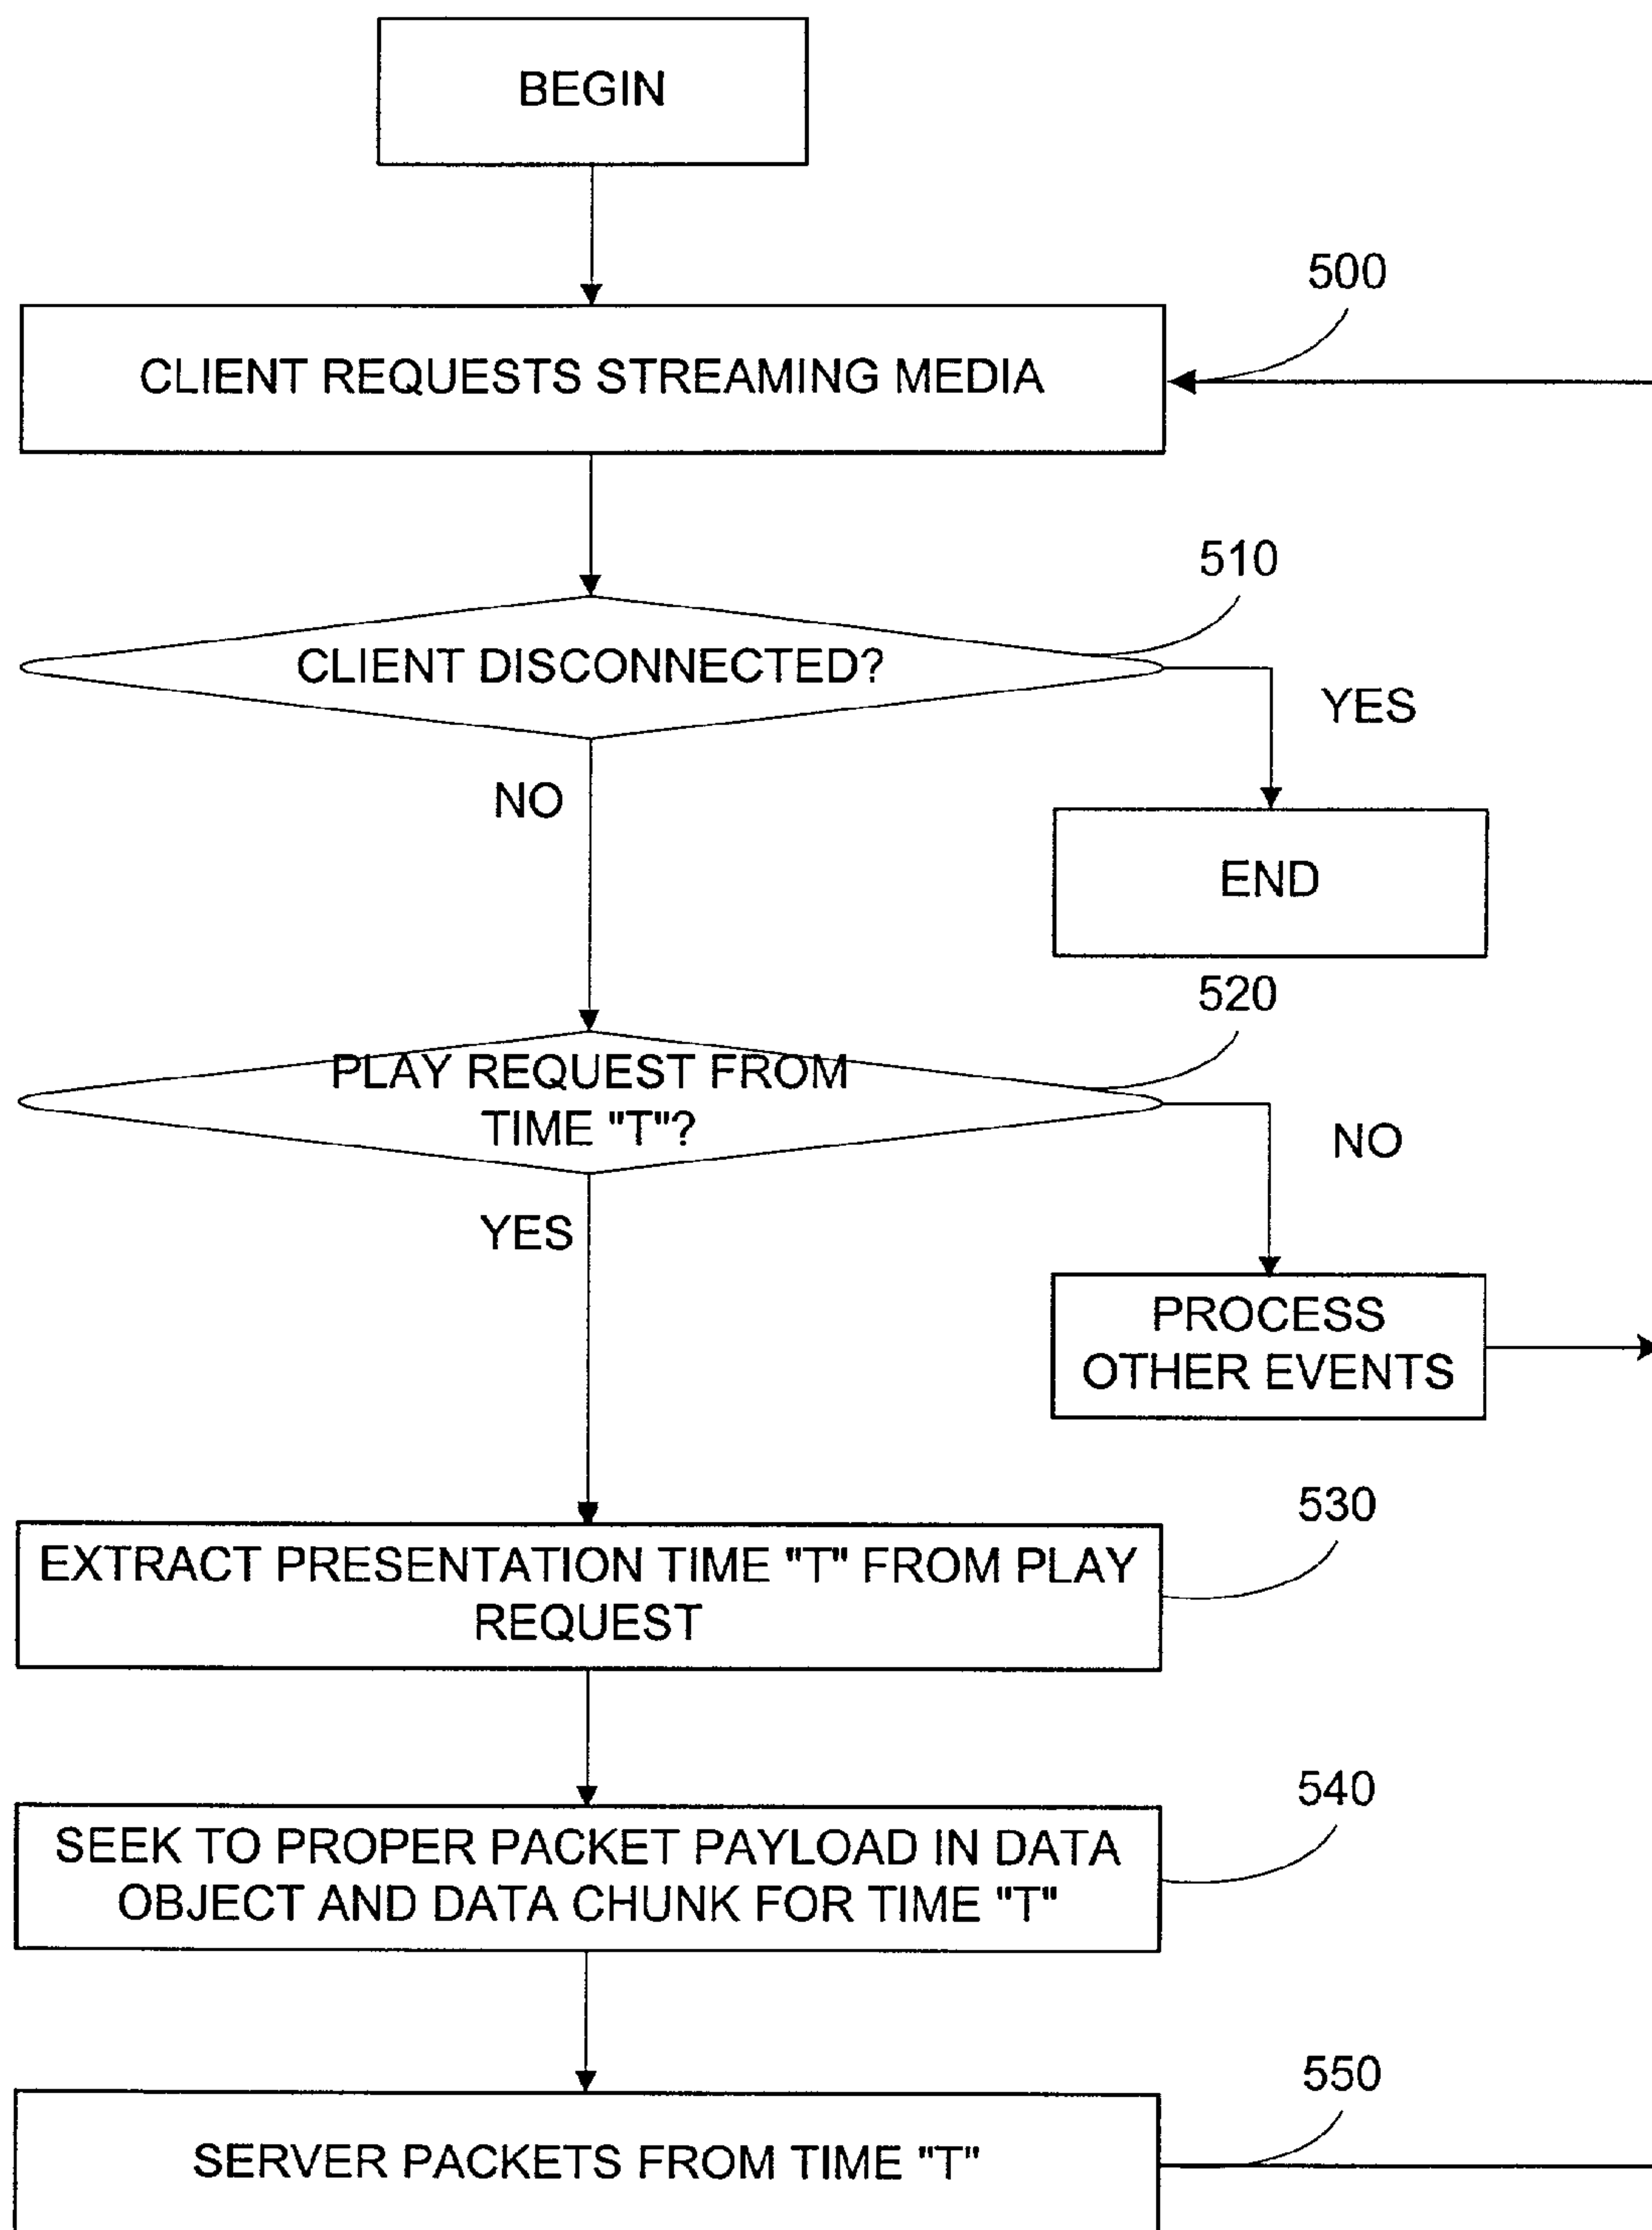 BEGIN
500
CLIENT REQUESTS STREAMING MEDIA
510
CLIENT DISCONNECTED?
YES
NO
END
520
PLAY REQUEST FROM
TIME "T"?
NO
YES
PROCESS
OTHER EVENTS
530
EXTRACT PRESENTATION TIME "T" FROM PLAY
REQUEST
540
SEEK TO PROPER PACKET PAYLOAD IN DATA
OBJECT AND DATA CHUNK FOR TIME "T"
550
SERVER PACKETS FROM TIME "T"